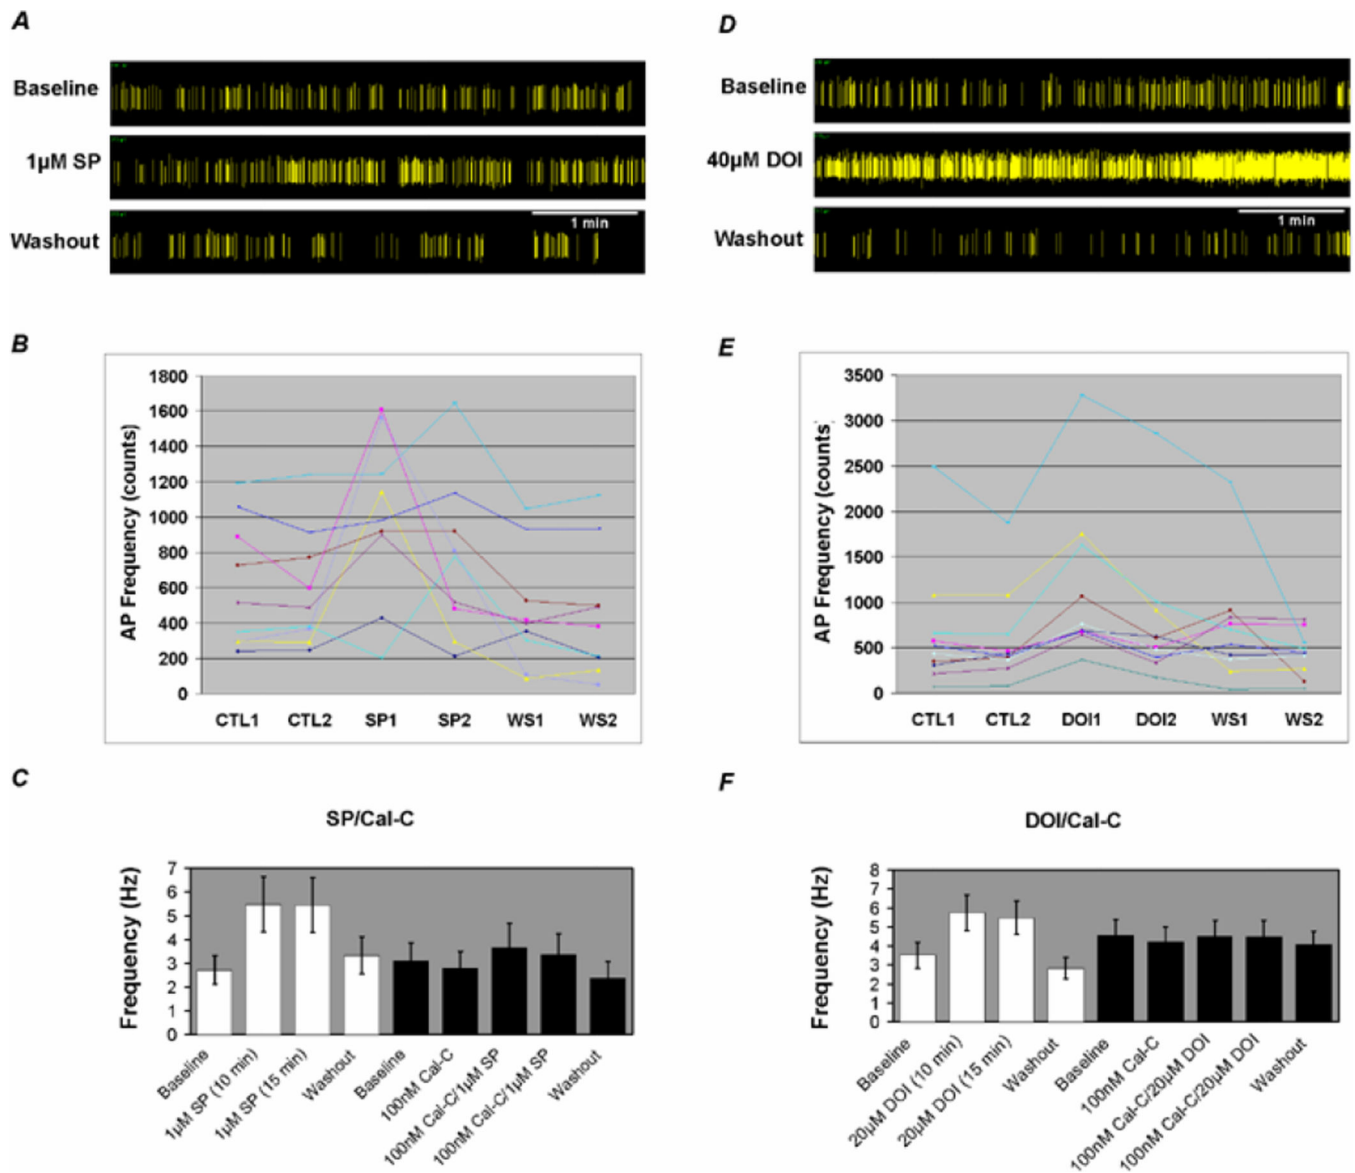 A
Baseline
1µM SP
Washout
1 min
B
AP Frequency (counts)
1800
1600
1400
1200
1000
800
600
400
200
0
CTL1 CTL2 SP1 SP2 WS1 WS2
C
SP/Cal-C
Frequency (Hz)
7
6
5
4
3
2
1
0
Baseline
1µM SP (10 min)
1µM SP (15 min)
Washout
Baseline
100nM Cal-C
100nM Cal-C/1µM SP
100nM Cal-C/1µM SP
Washout
D
Baseline
40µM DOI
Washout
1 min
E
AP Frequency (counts)
3500
3000
2500
2000
1500
1000
500
0
CTL1 CTL2 DOI1 DOI2 WS1 WS2
F
DOI/Cal-C
Frequency (Hz)
8
7
6
5
4
3
2
1
0
Baseline
20µM DOI (10 min)
20µM DOI (15 min)
Washout
Baseline
100nM Cal-C
100nM Cal-C/20µM DOI
100nM Cal-C/20µM DOI
Washout